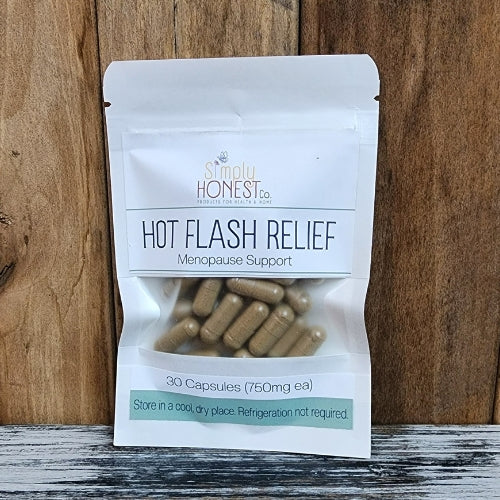 Simply
HONEST Co.
PRODUCTS FOR HEALTH & HOME
HOT FLASH RELIEF
Menopause Support
30 Capsules (750mg ea)
Store in a cool, dry place. Refrigeration not required.